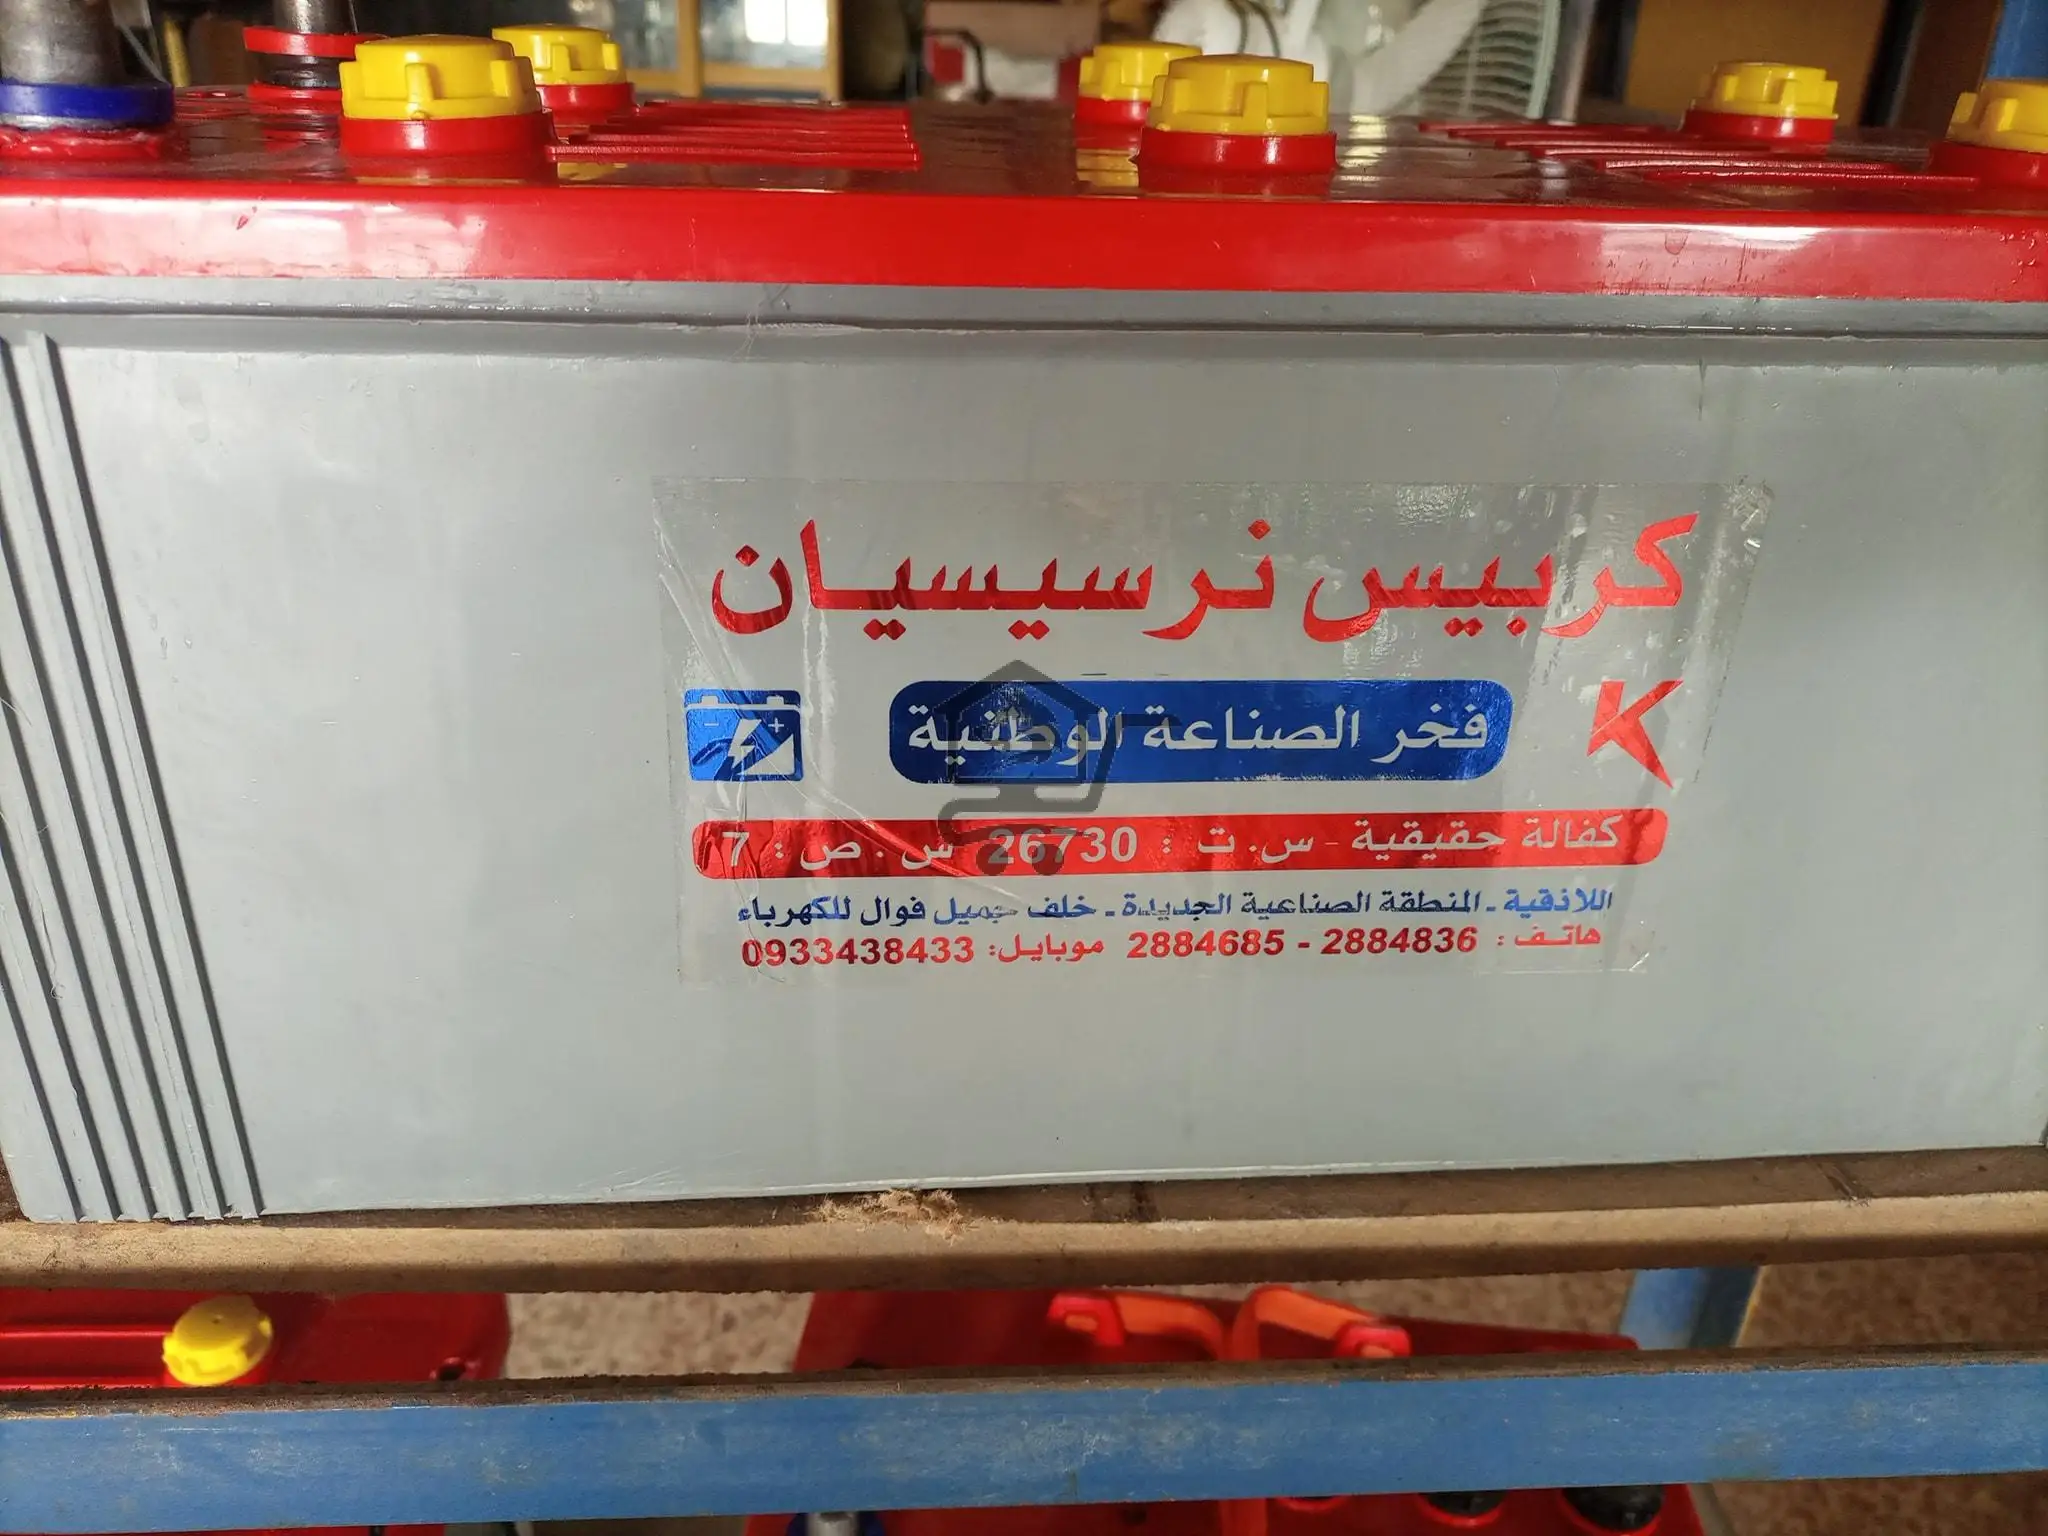 كربيس نرسيسيان
K
فخر الصناعة الوطنية
- +
كفالة حقيقية - س. ت : 26730 س . ص : 7
اللاذقية - المنطقة الصناعية الجديدة - خلف جميل فوال للكهرباء
هاتف : 2884836 - 2884685 موبايل: 0933438433